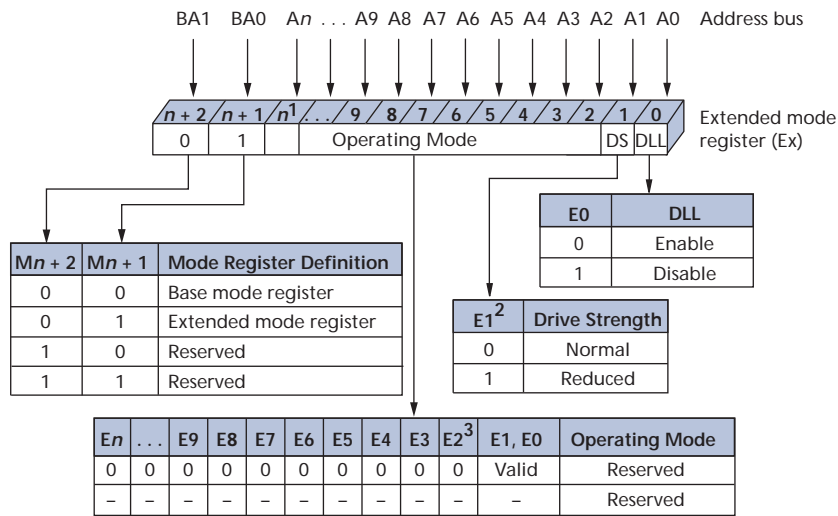 BA1 BA0 An . . . A9 A8 A7 A6 A5 A4 A3 A2 A1 A0 Address bus
n + 2 n + 1 n¹ . . . 9 8 7 6 5 4 3 2 1 0
Extended mode
register (Ex)
0 1 Operating Mode DS DLL
E0 DLL
0 Enable
1 Disable
Mn + 2 Mn + 1 Mode Register Definition
0 0 Base mode register
0 1 Extended mode register
1 0 Reserved
1 1 Reserved
E1² Drive Strength
0 Normal
1 Reduced
En . . . E9 E8 E7 E6 E5 E4 E3 E2³ E1, E0 Operating Mode
0 0 0 0 0 0 0 0 0 0 Valid Reserved
– – – – – – – – – – – Reserved